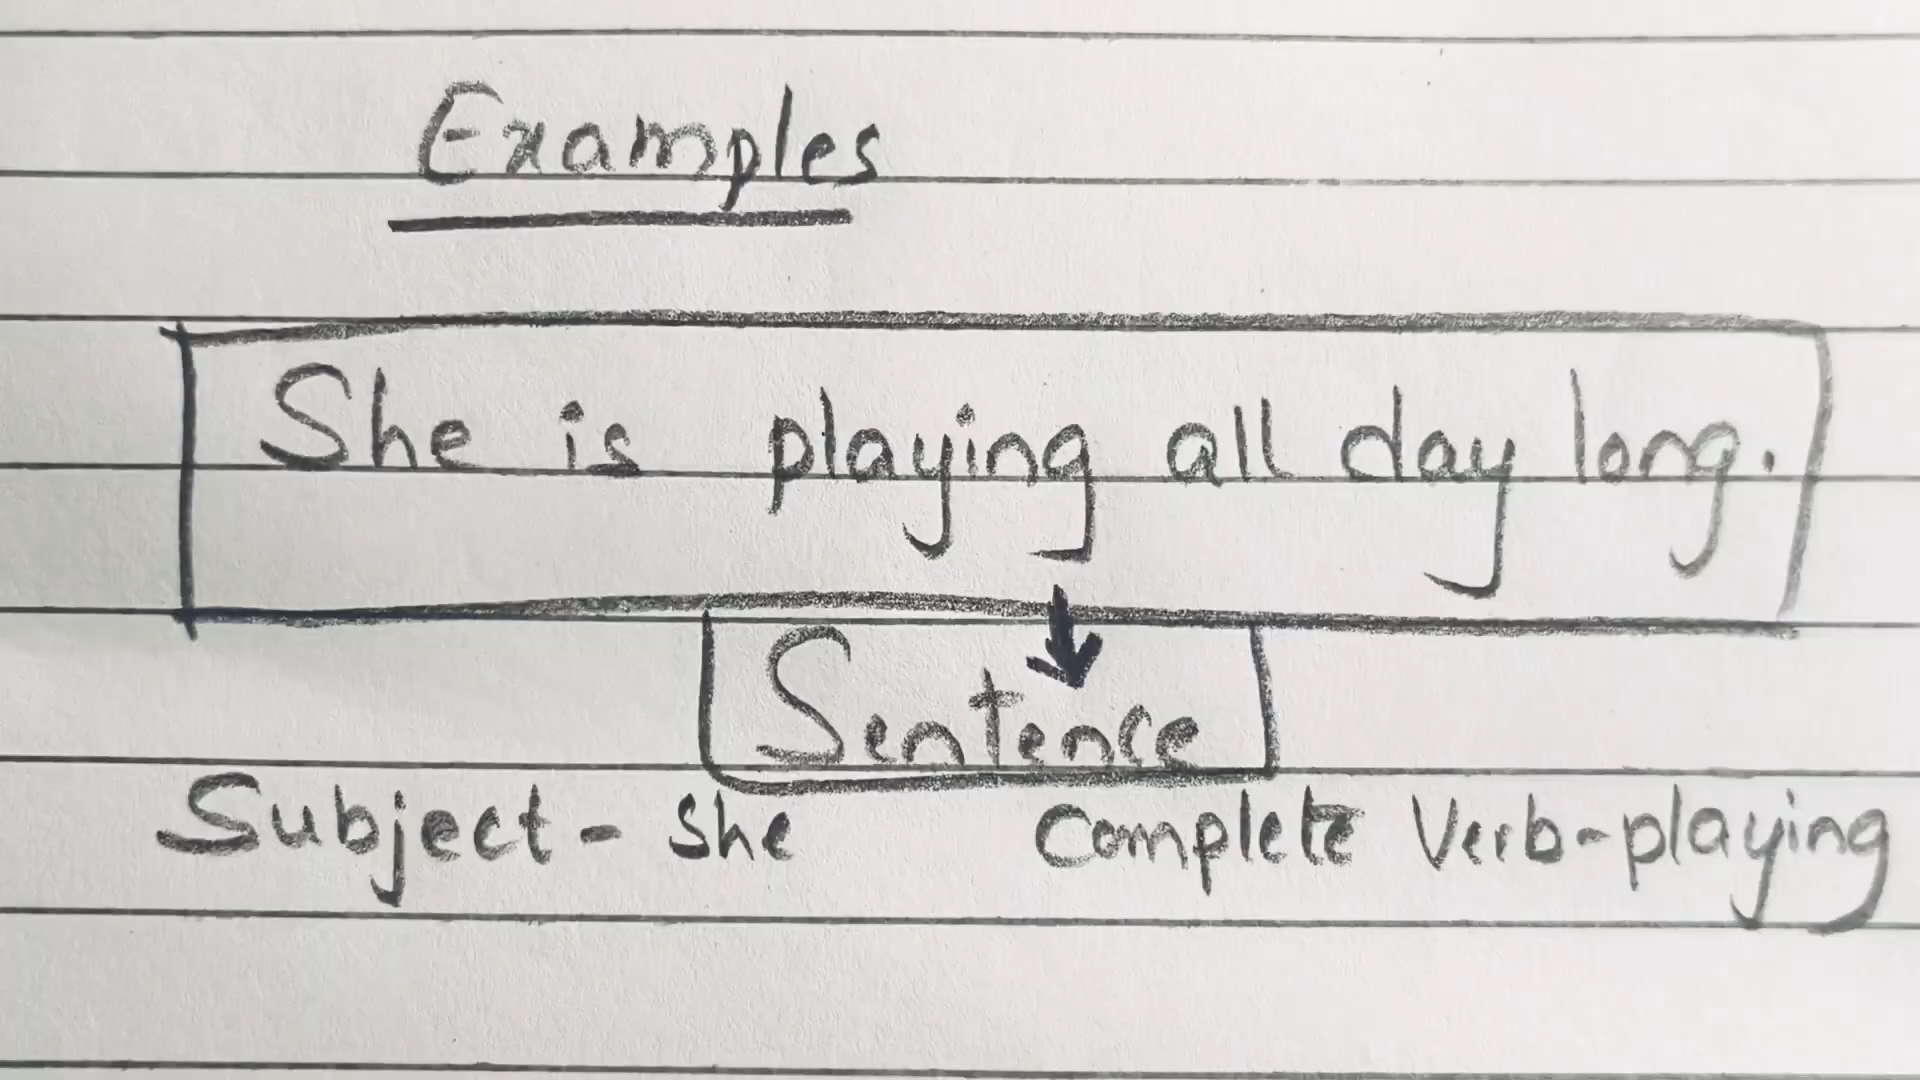 Examples
She is playing all day long.
Sentence
Subject - She Complete Verb-playing